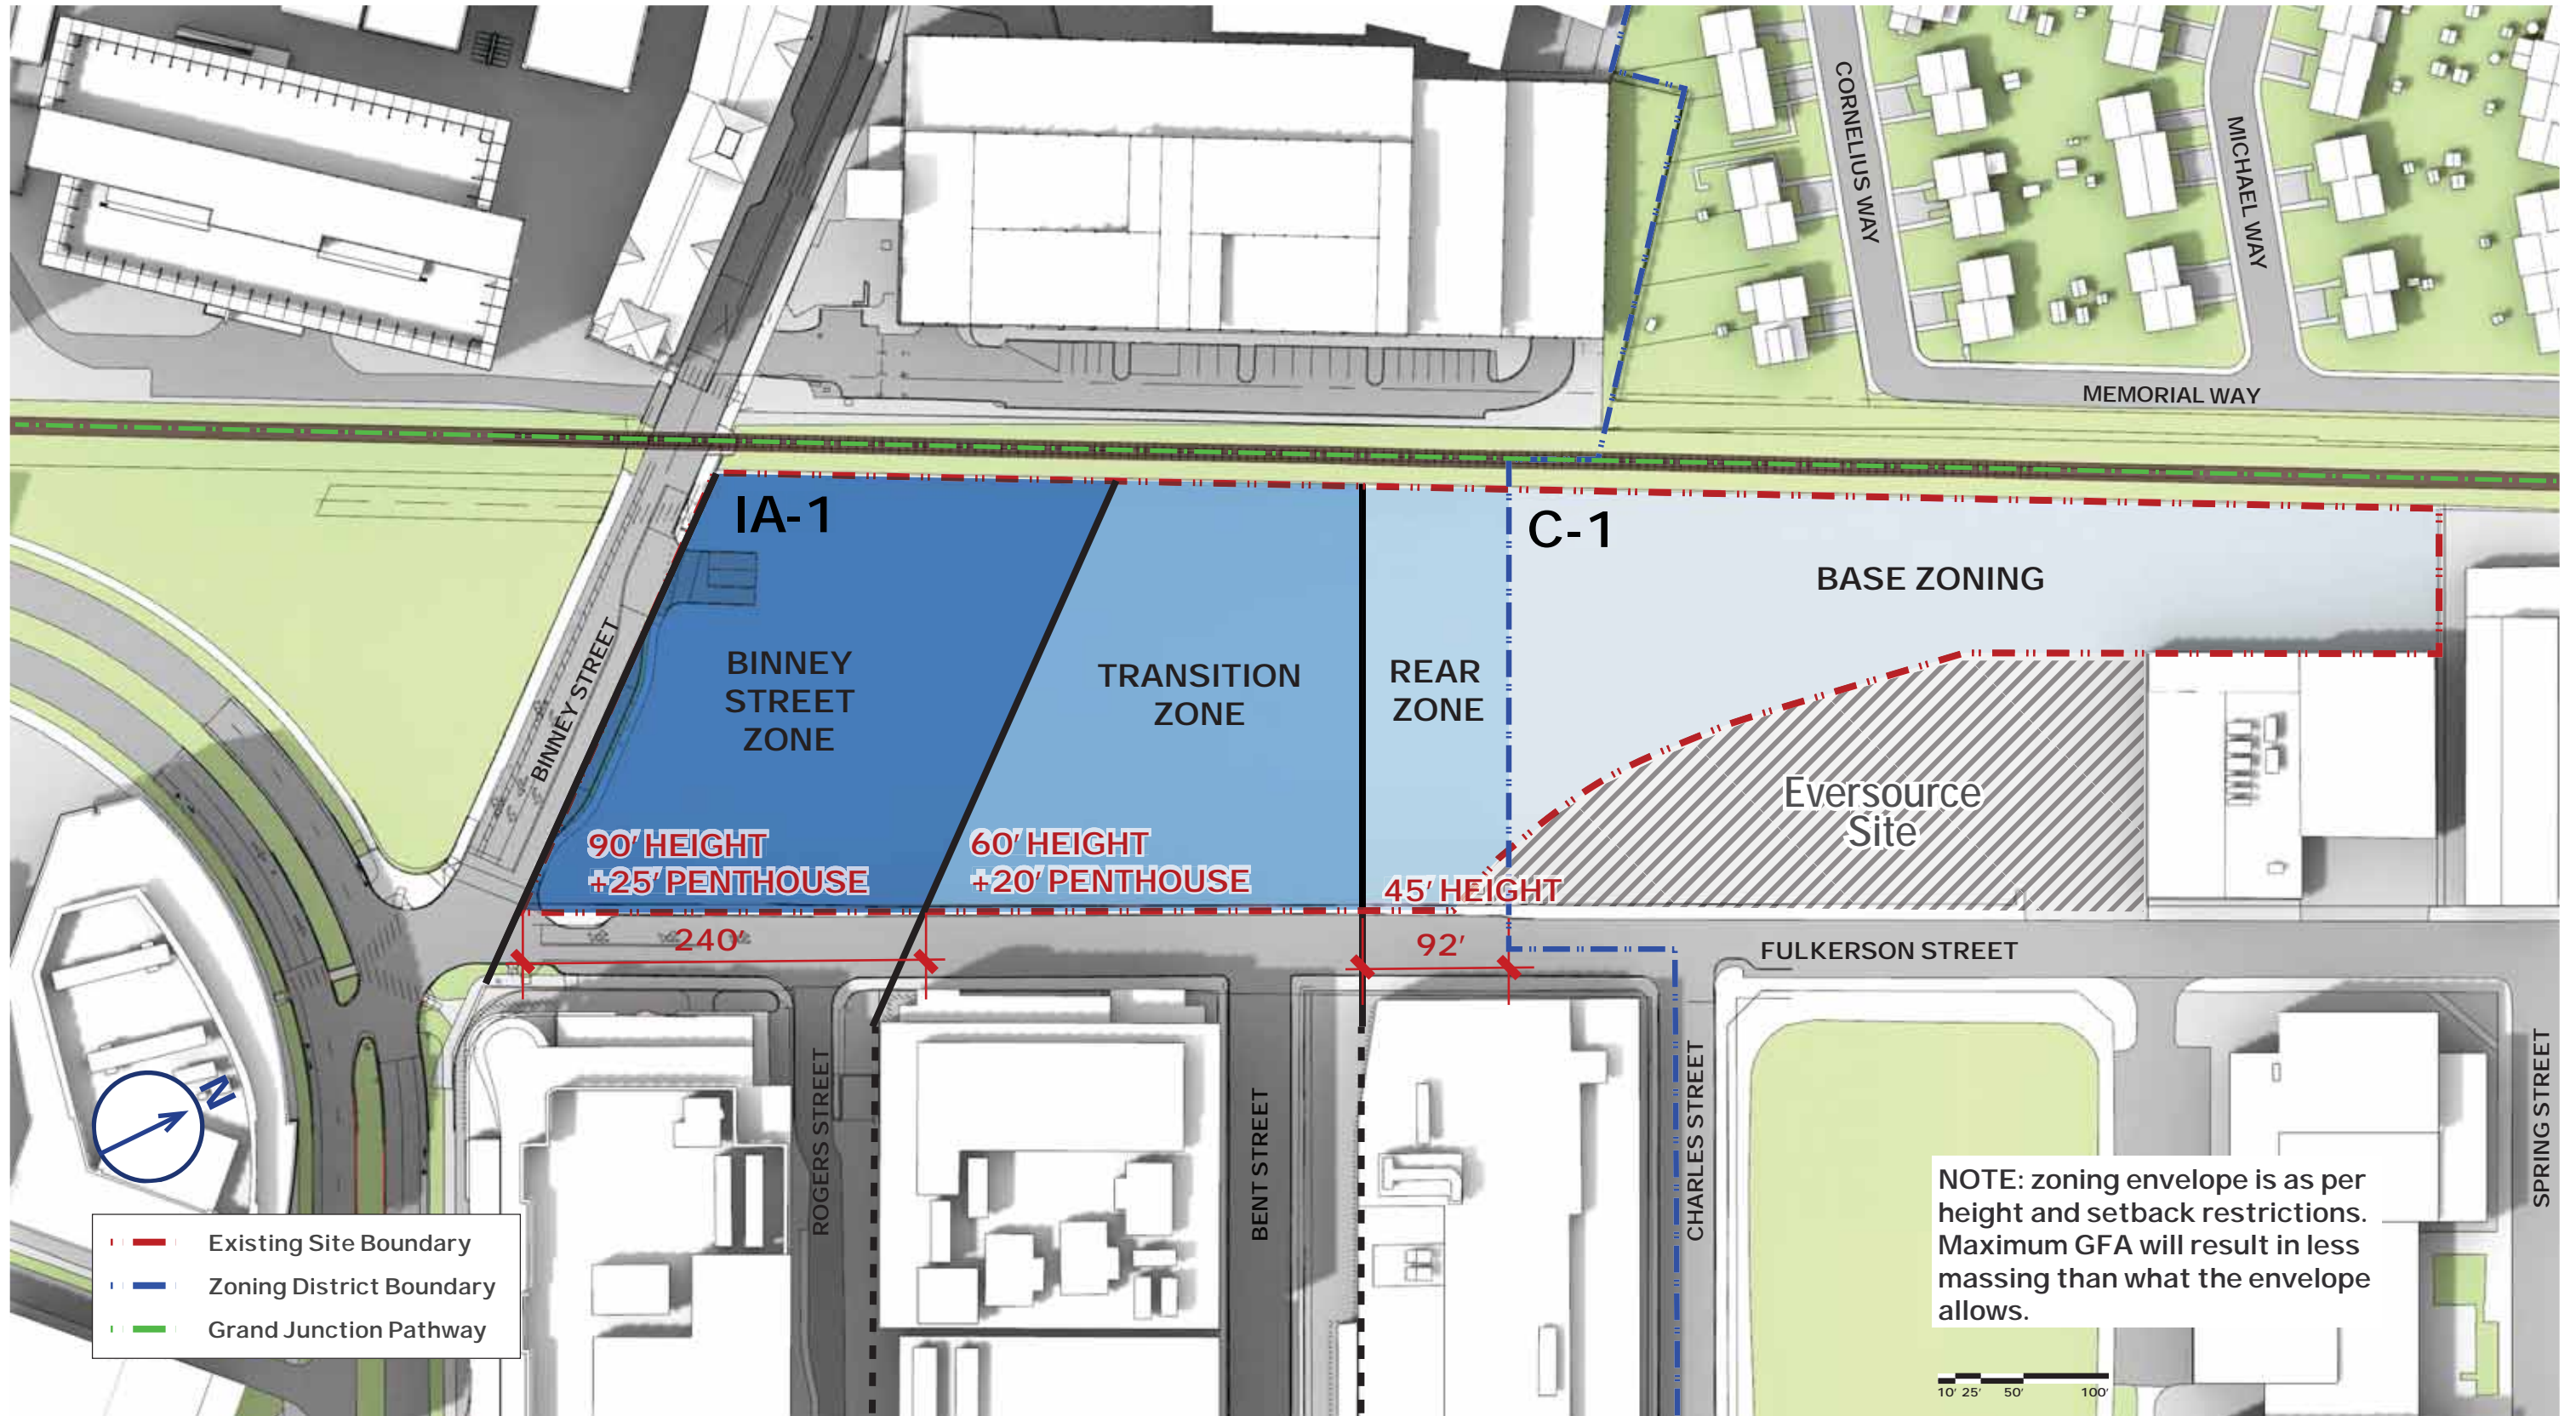 CORNELIUS WAY
MICHAEL WAY
MEMORIAL WAY
IA-1
C-1
BASE ZONING
BINNEY STREET
BINNEY
STREET
ZONE
TRANSITION
ZONE
REAR
ZONE
Eversource
Site
90' HEIGHT
+25' PENTHOUSE
60' HEIGHT
+20' PENTHOUSE
45' HEIGHT
240'
92'
FULKERSON STREET
N
ROGERS STREET
BENT STREET
CHARLES STREET
SPRING STREET
NOTE: zoning envelope is as per
height and setback restrictions.
Maximum GFA will result in less
massing than what the envelope
allows.
Existing Site Boundary
Zoning District Boundary
Grand Junction Pathway
10' 25' 50' 100'